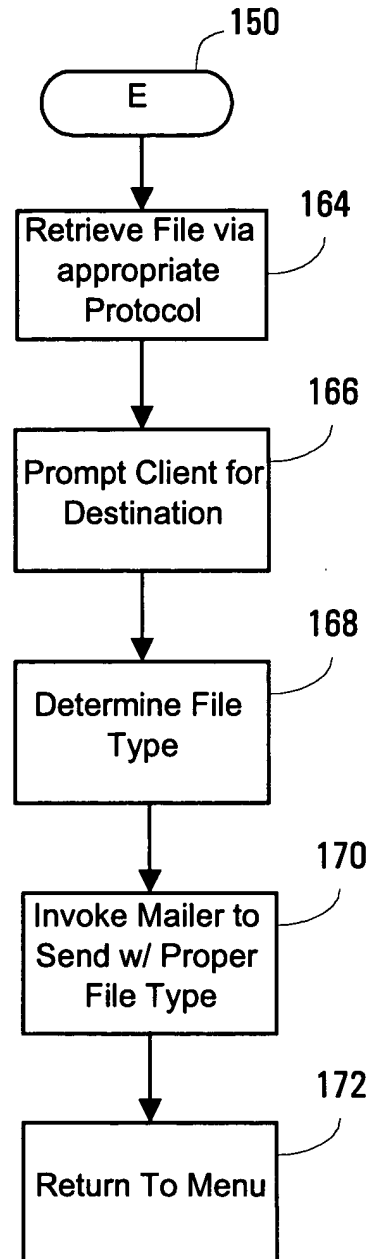 150
E
164
Retrieve File via
appropriate
Protocol
166
Prompt Client for
Destination
168
Determine File
Type
170
Invoke Mailer to
Send w/ Proper
File Type
172
Return To Menu